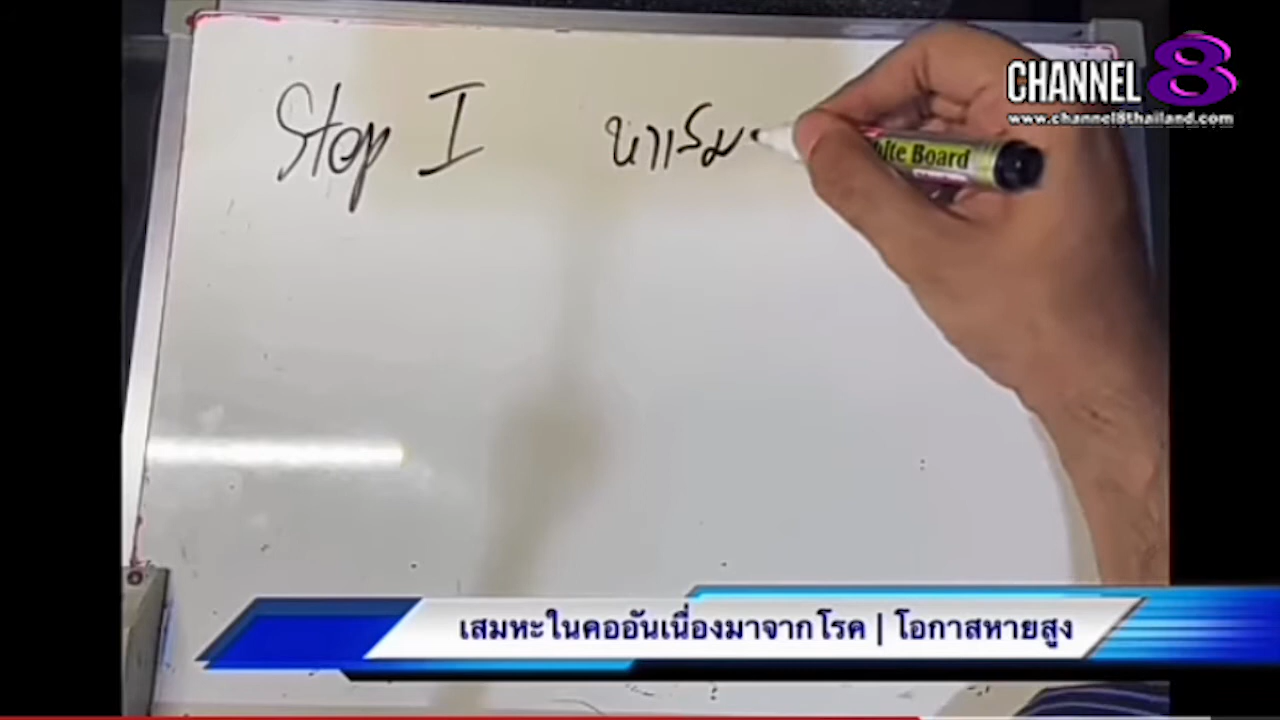 CHANNEL 8
www.channel8thailand.com
Step I
hite Board
เสมหะในคออันเนื่องมาจากโรค | โอกาสหายสูง